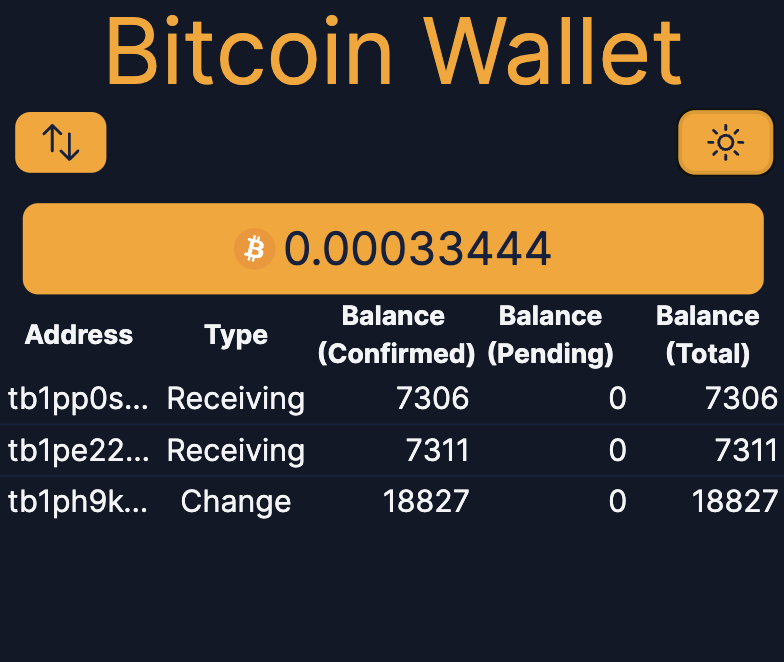 Bitcoin Wallet
0.00033444
Address Type Balance (Confirmed) Balance (Pending) Balance (Total)
tb1pp0s... Receiving 7306 0 7306
tb1pe22... Receiving 7311 0 7311
tb1ph9k... Change 18827 0 18827